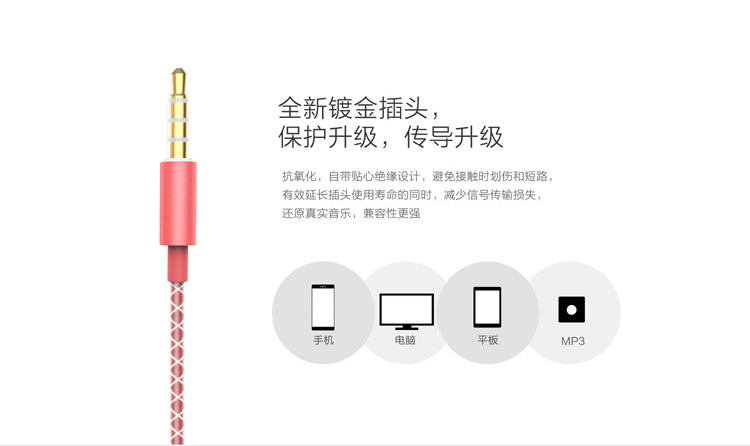 全新镀金插头，
保护升级，传导升级
抗氧化，自带贴心绝缘设计，避免接触时划伤和短路，
有效延长插头使用寿命的同时，减少信号传输损失，
还原真实音乐，兼容性更强
手机
电脑
平板
MP3